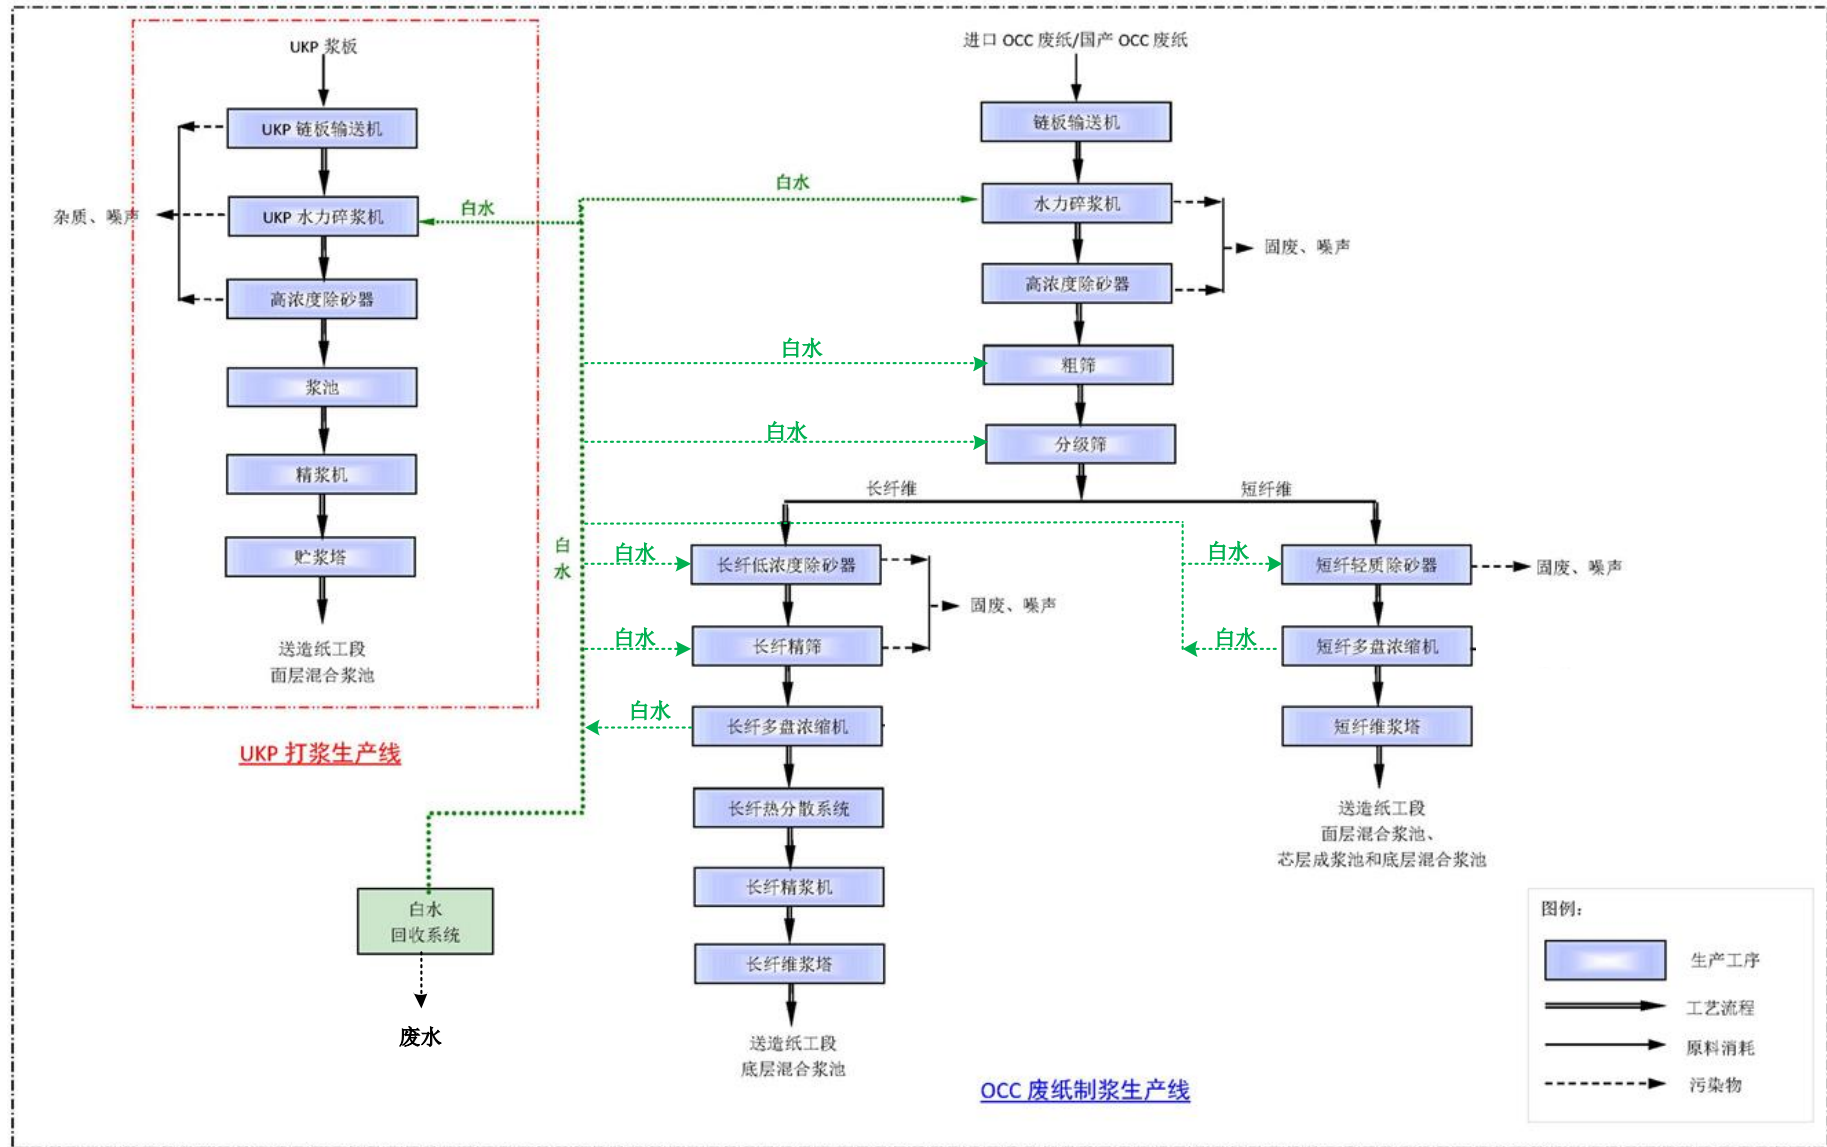 UKP 浆板
UKP 链板输送机
UKP 水力碎浆机
杂质、噪声
高浓度除砂器
浆池
精浆机
贮浆塔
送造纸工段
面层混合浆池
UKP 打浆生产线
白水
白水
白水
白水
白水
白水
回收系统
废水
进口 OCC 废纸/国产 OCC 废纸
链板输送机
水力碎浆机
高浓度除砂器
固废、噪声
粗筛
分级筛
长纤维
短纤维
白水
长纤低浓度除砂器
白水
长纤精筛
固废、噪声
白水
长纤多盘浓缩机
长纤热分散系统
长纤精浆机
长纤维浆塔
送造纸工段
底层混合浆池
白水
短纤轻质除砂器
固废、噪声
白水
短纤多盘浓缩机
短纤维浆塔
送造纸工段
面层混合浆池、
芯层成浆池和底层混合浆池
OCC 废纸制浆生产线
图例：
生产工序
工艺流程
原料消耗
污染物